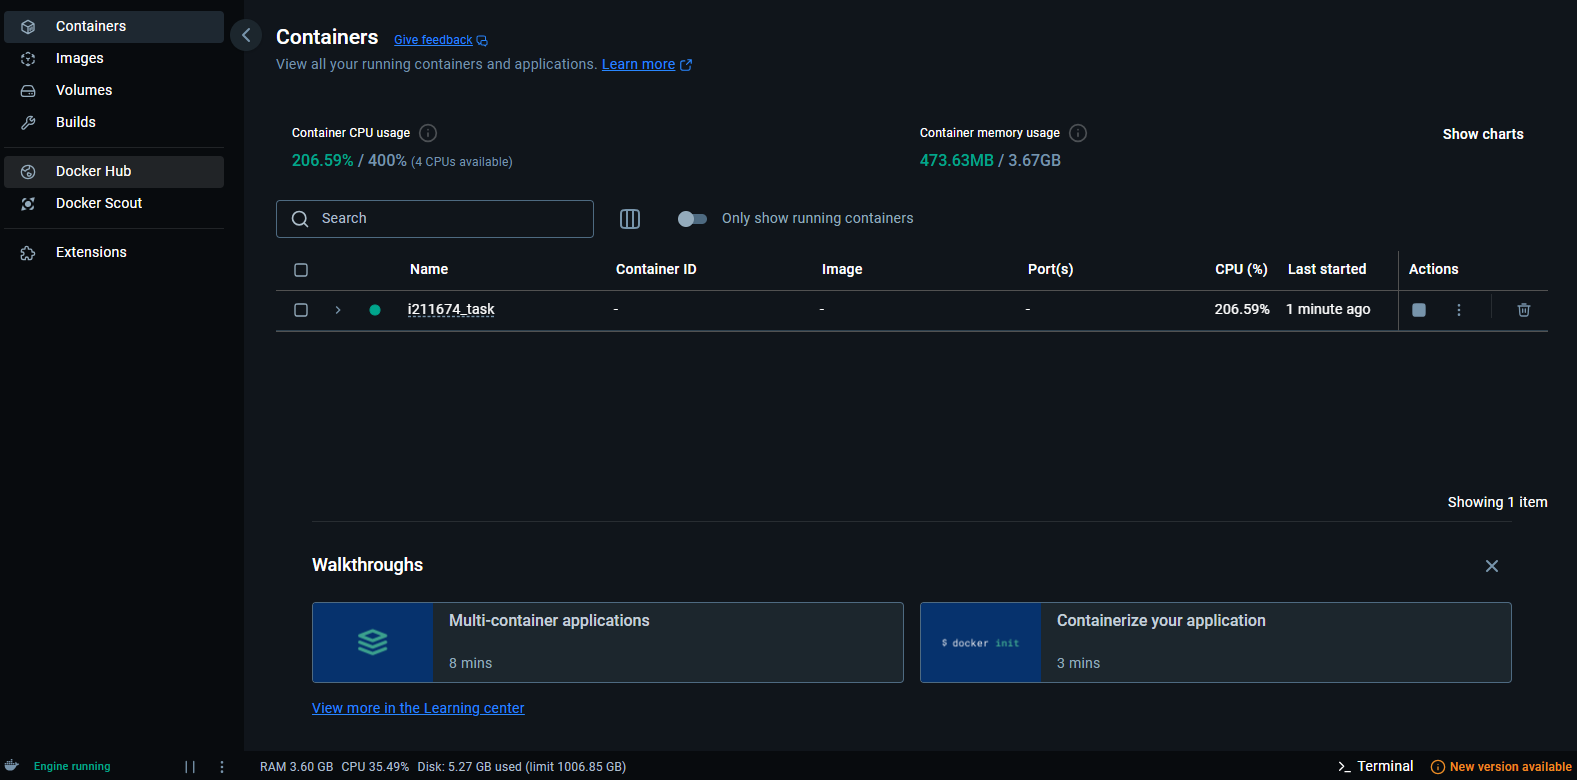 Containers
Images
Volumes
Builds
Docker Hub
Docker Scout
Extensions
Containers Give feedback
View all your running containers and applications. Learn more
Container CPU usage
206.59% / 400% (4 CPUs available)
Container memory usage
473.63MB / 3.67GB
Show charts
Search
Only show running containers
Name Container ID Image Port(s) CPU (%) Last started Actions
i211674_task - - - 206.59% 1 minute ago
Showing 1 item
Walkthroughs
Multi-container applications
8 mins
$ docker init
Containerize your application
3 mins
View more in the Learning center
Engine running
RAM 3.60 GB CPU 35.49% Disk: 5.27 GB used (limit 1006.85 GB)
>_ Terminal
New version available